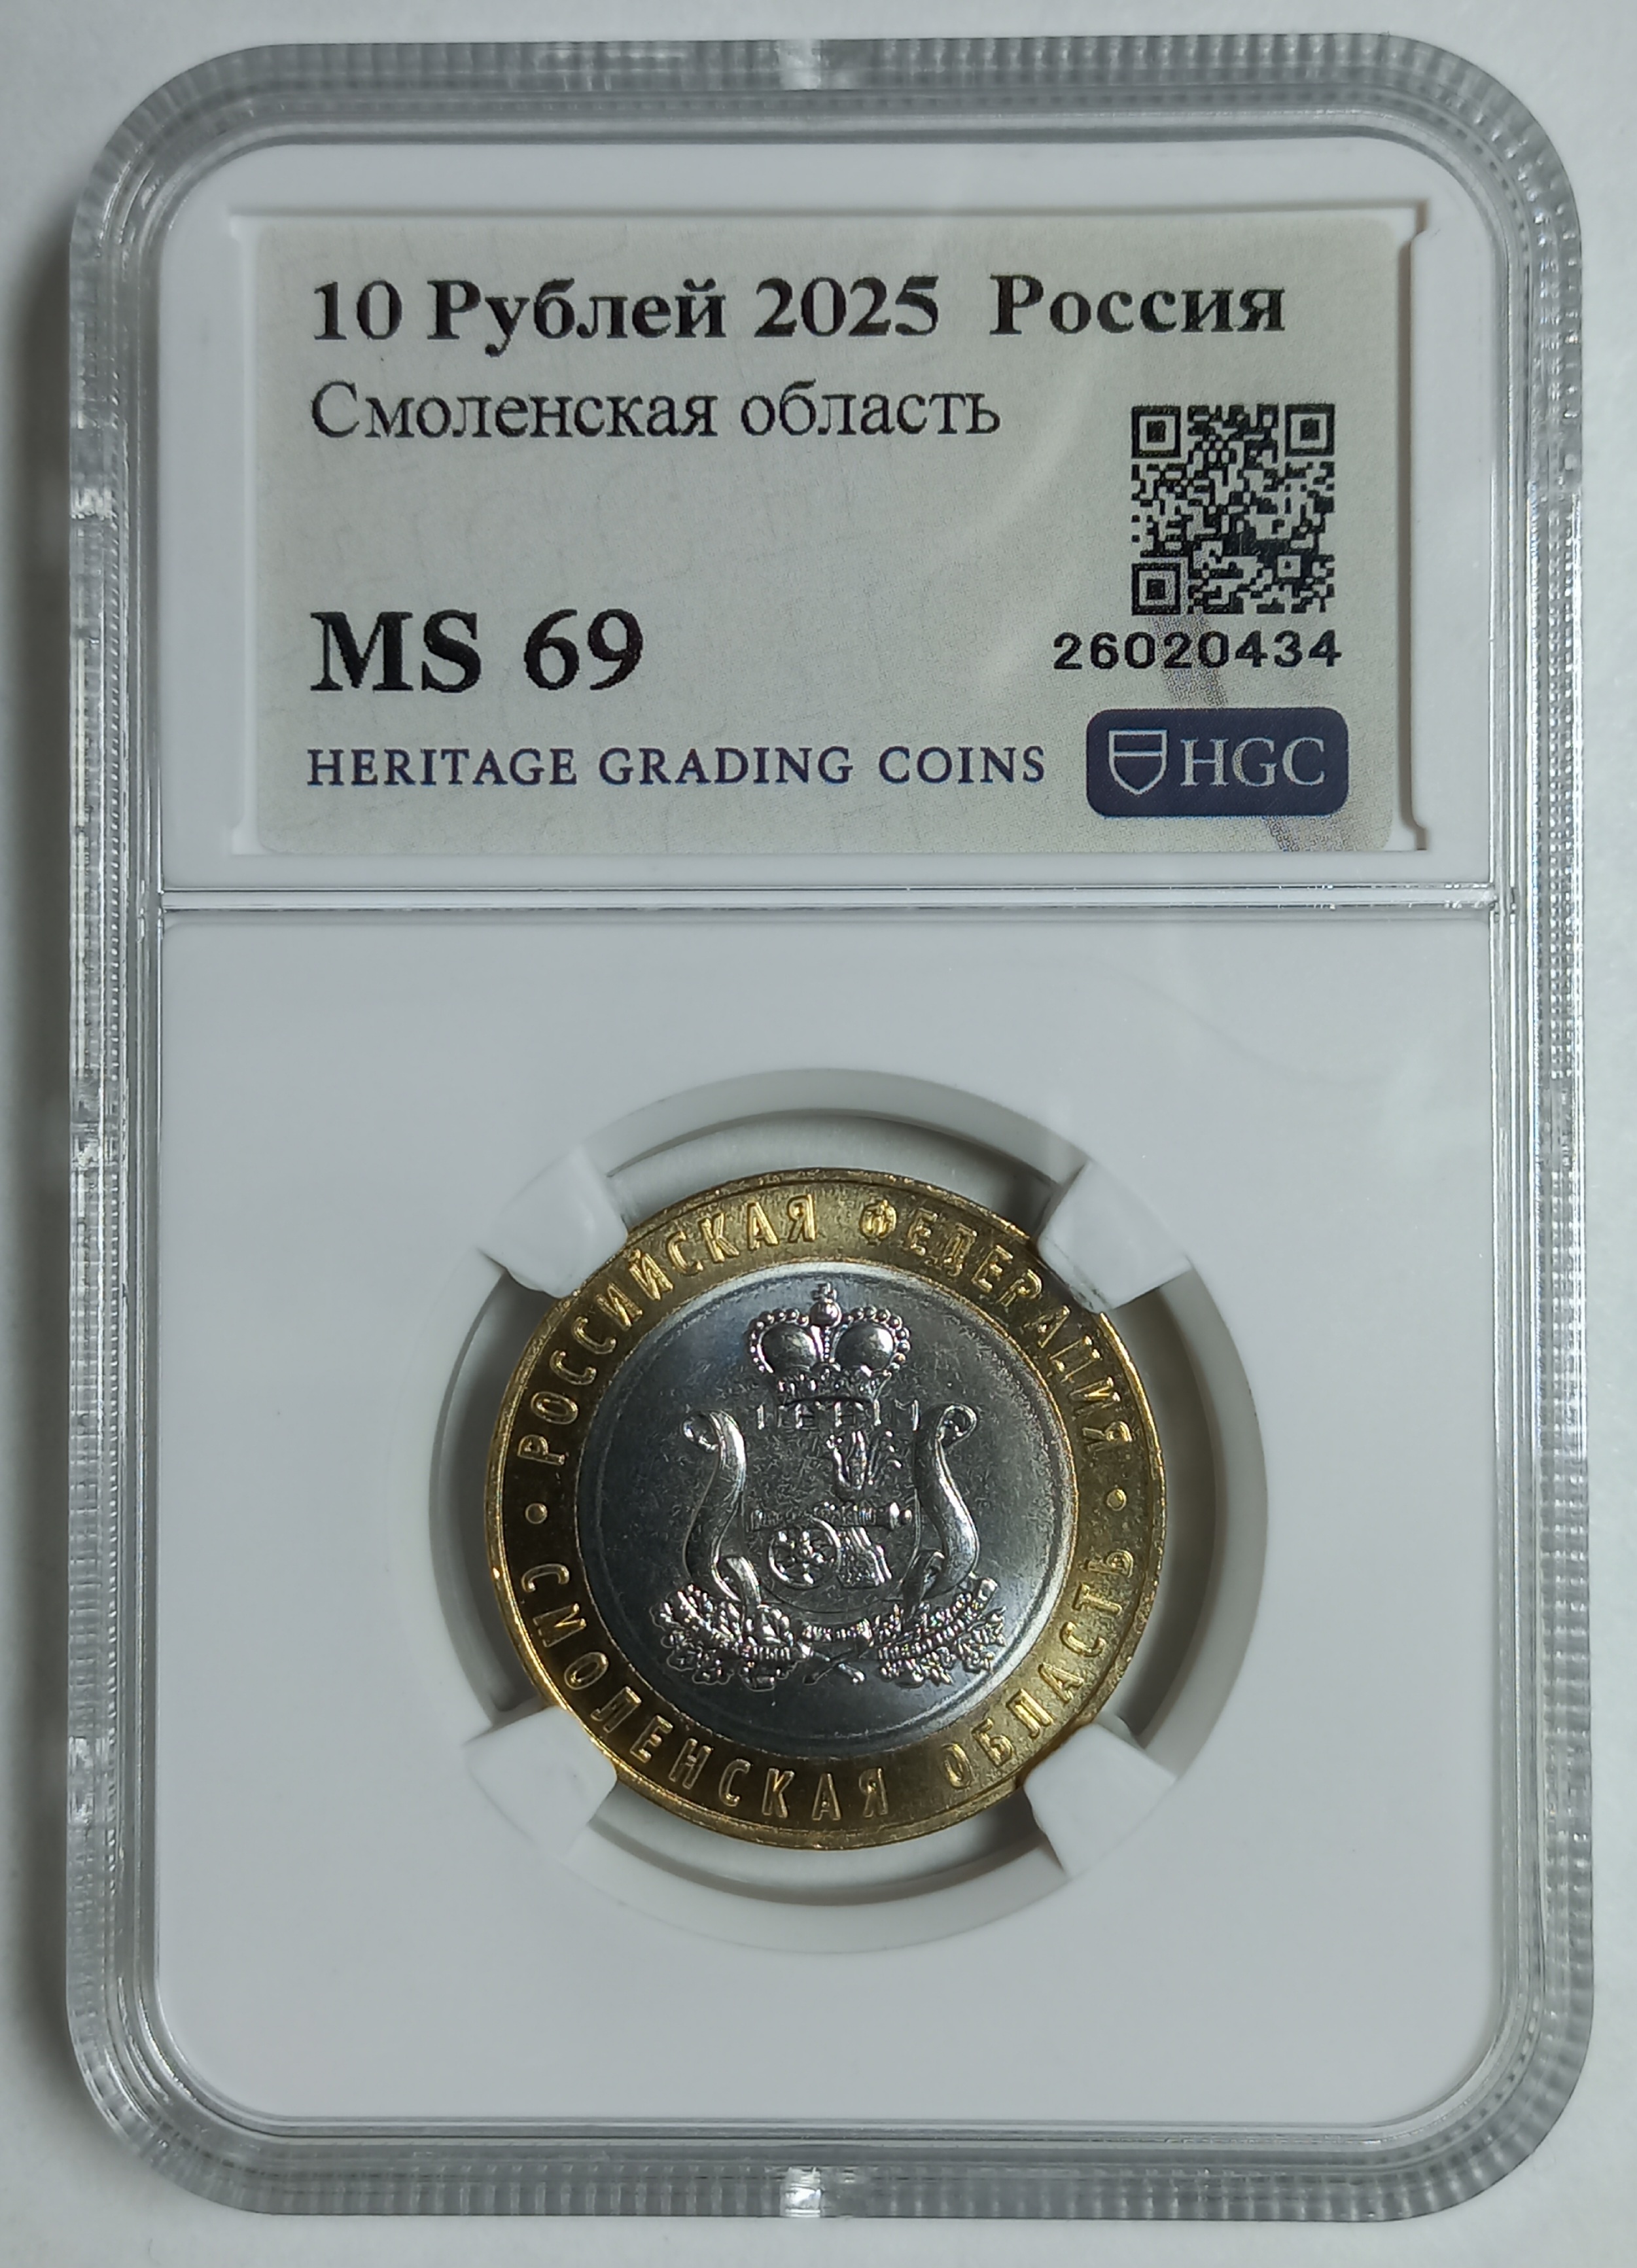 10 Рублей 2025 Россия
Смоленская область
MS 69
26020434
HERITAGE GRADING COINS
HGC
РОССИЙСКАЯ ФЕДЕРАЦИЯ
СМОЛЕНСКАЯ ОБЛАСТЬ